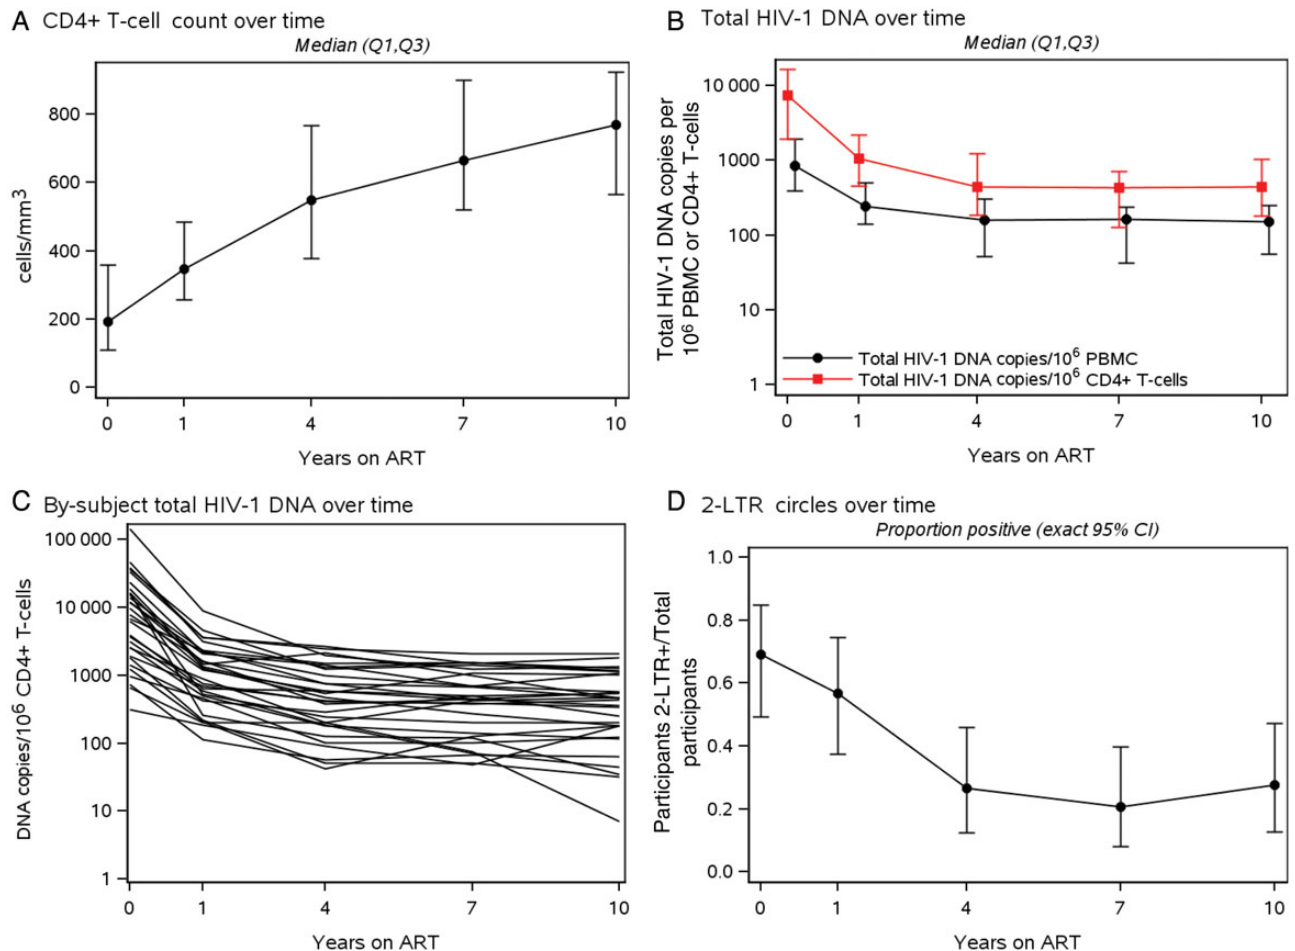 A CD4+ T-cell count over time
Median (Q1,Q3)
cells/mm³
800
600
400
200
0
0 1 4 7 10
Years on ART
B Total HIV-1 DNA over time
Median (Q1,Q3)
Total HIV-1 DNA copies per
10⁶ PBMC or CD4+ T-cells
10 000
1000
100
10
1
Total HIV-1 DNA copies/10⁶ PBMC
Total HIV-1 DNA copies/10⁶ CD4+ T-cells
0 1 4 7 10
Years on ART
C By-subject total HIV-1 DNA over time
DNA copies/10⁶ CD4+ T-cells
100 000
10 000
1000
100
10
1
0 1 4 7 10
Years on ART
D 2-LTR circles over time
Proportion positive (exact 95% CI)
Participants 2-LTR+/Total
participants
1.0
0.8
0.6
0.4
0.2
0.0
0 1 4 7 10
Years on ART